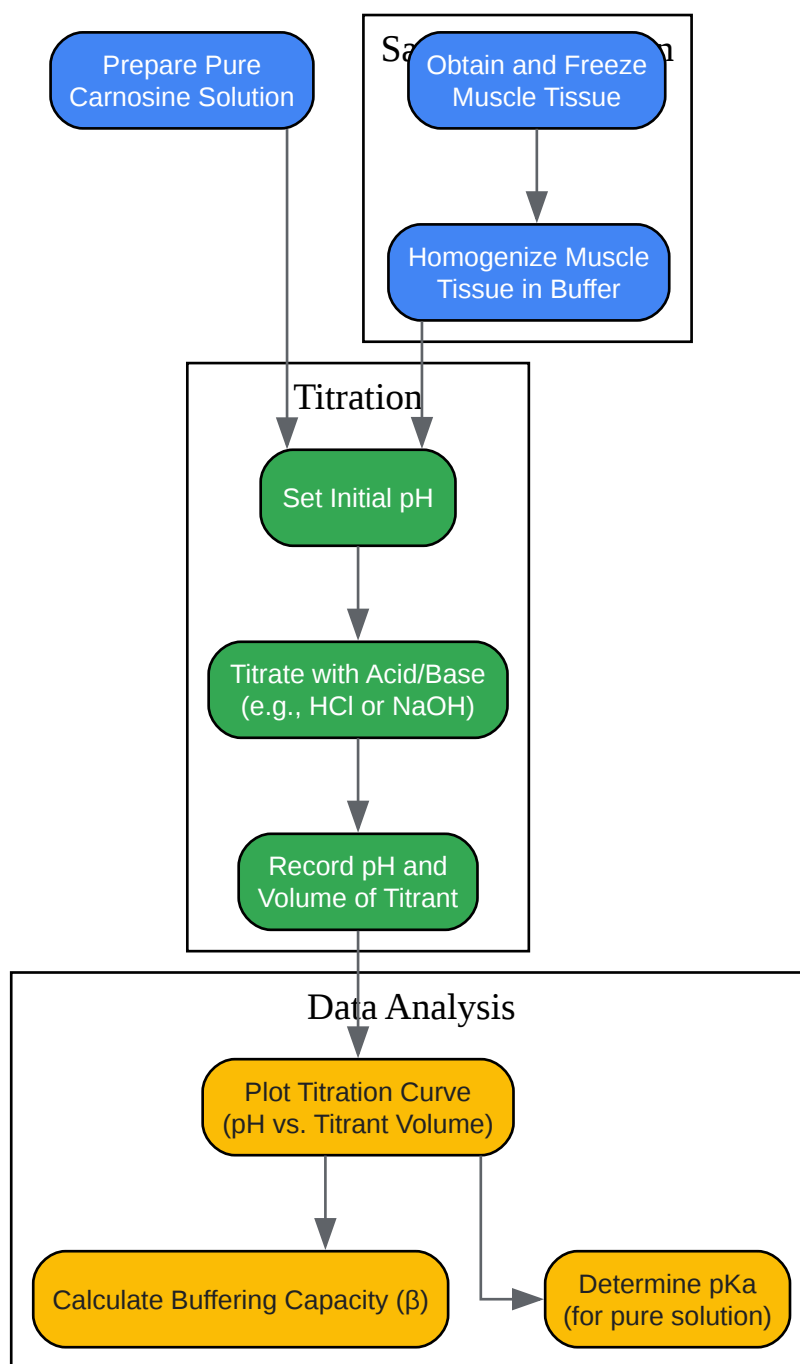 Prepare Pure
Carnosine Solution
Obtain and Freeze
Muscle Tissue
Homogenize Muscle
Tissue in Buffer
Titration
Set Initial pH
Titrate with Acid/Base
(e.g., HCl or NaOH)
Record pH and
Volume of Titrant
Data Analysis
Plot Titration Curve
(pH vs. Titrant Volume)
Calculate Buffering Capacity (β)
Determine pKa
(for pure solution)